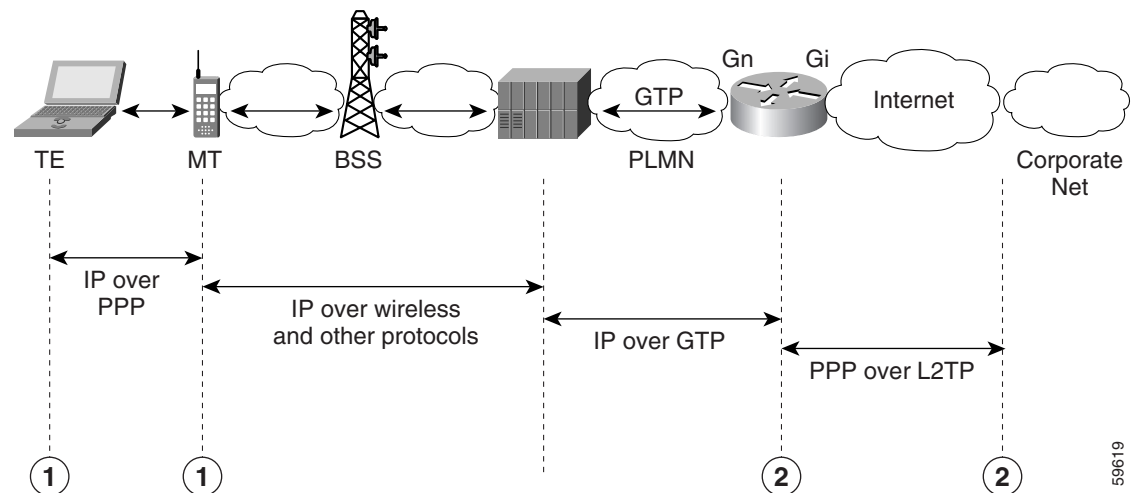 Gn
Gi
GTP
Internet
TE
MT
BSS
PLMN
Corporate
Net
IP over
PPP
IP over wireless
and other protocols
IP over GTP
PPP over L2TP
1
1
2
2
59619